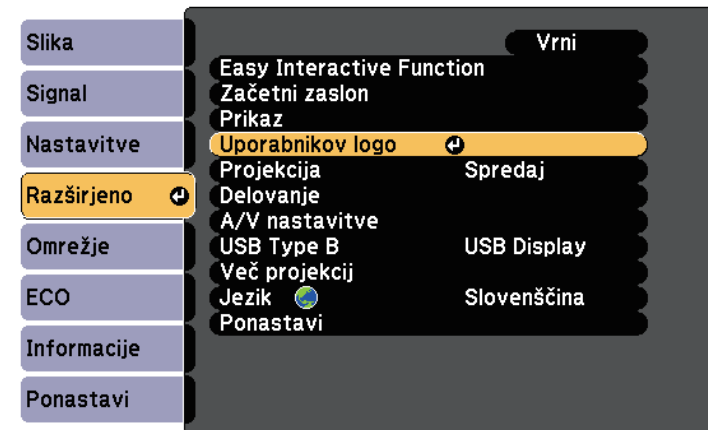 Slika
Signal
Nastavitve
Razširjeno
Omrežje
ECO
Informacije
Ponastavi
Vrni
Easy Interactive Function
Začetni zaslon
Prikaz
Uporabnikov logo
Projekcija Spredaj
Delovanje
A/V nastavitve
USB Type B USB Display
Več projekcij
Jezik Slovenščina
Ponastavi